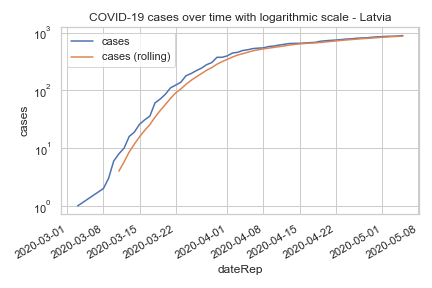 COVID-19 cases over time with logarithmic scale - Latvia
cases
cases (rolling)
10³
10²
10¹
10⁰
cases
2020-03-01
2020-03-08
2020-03-15
2020-03-22
2020-04-01
2020-04-08
2020-04-15
2020-04-22
2020-05-01
2020-05-08
dateRep